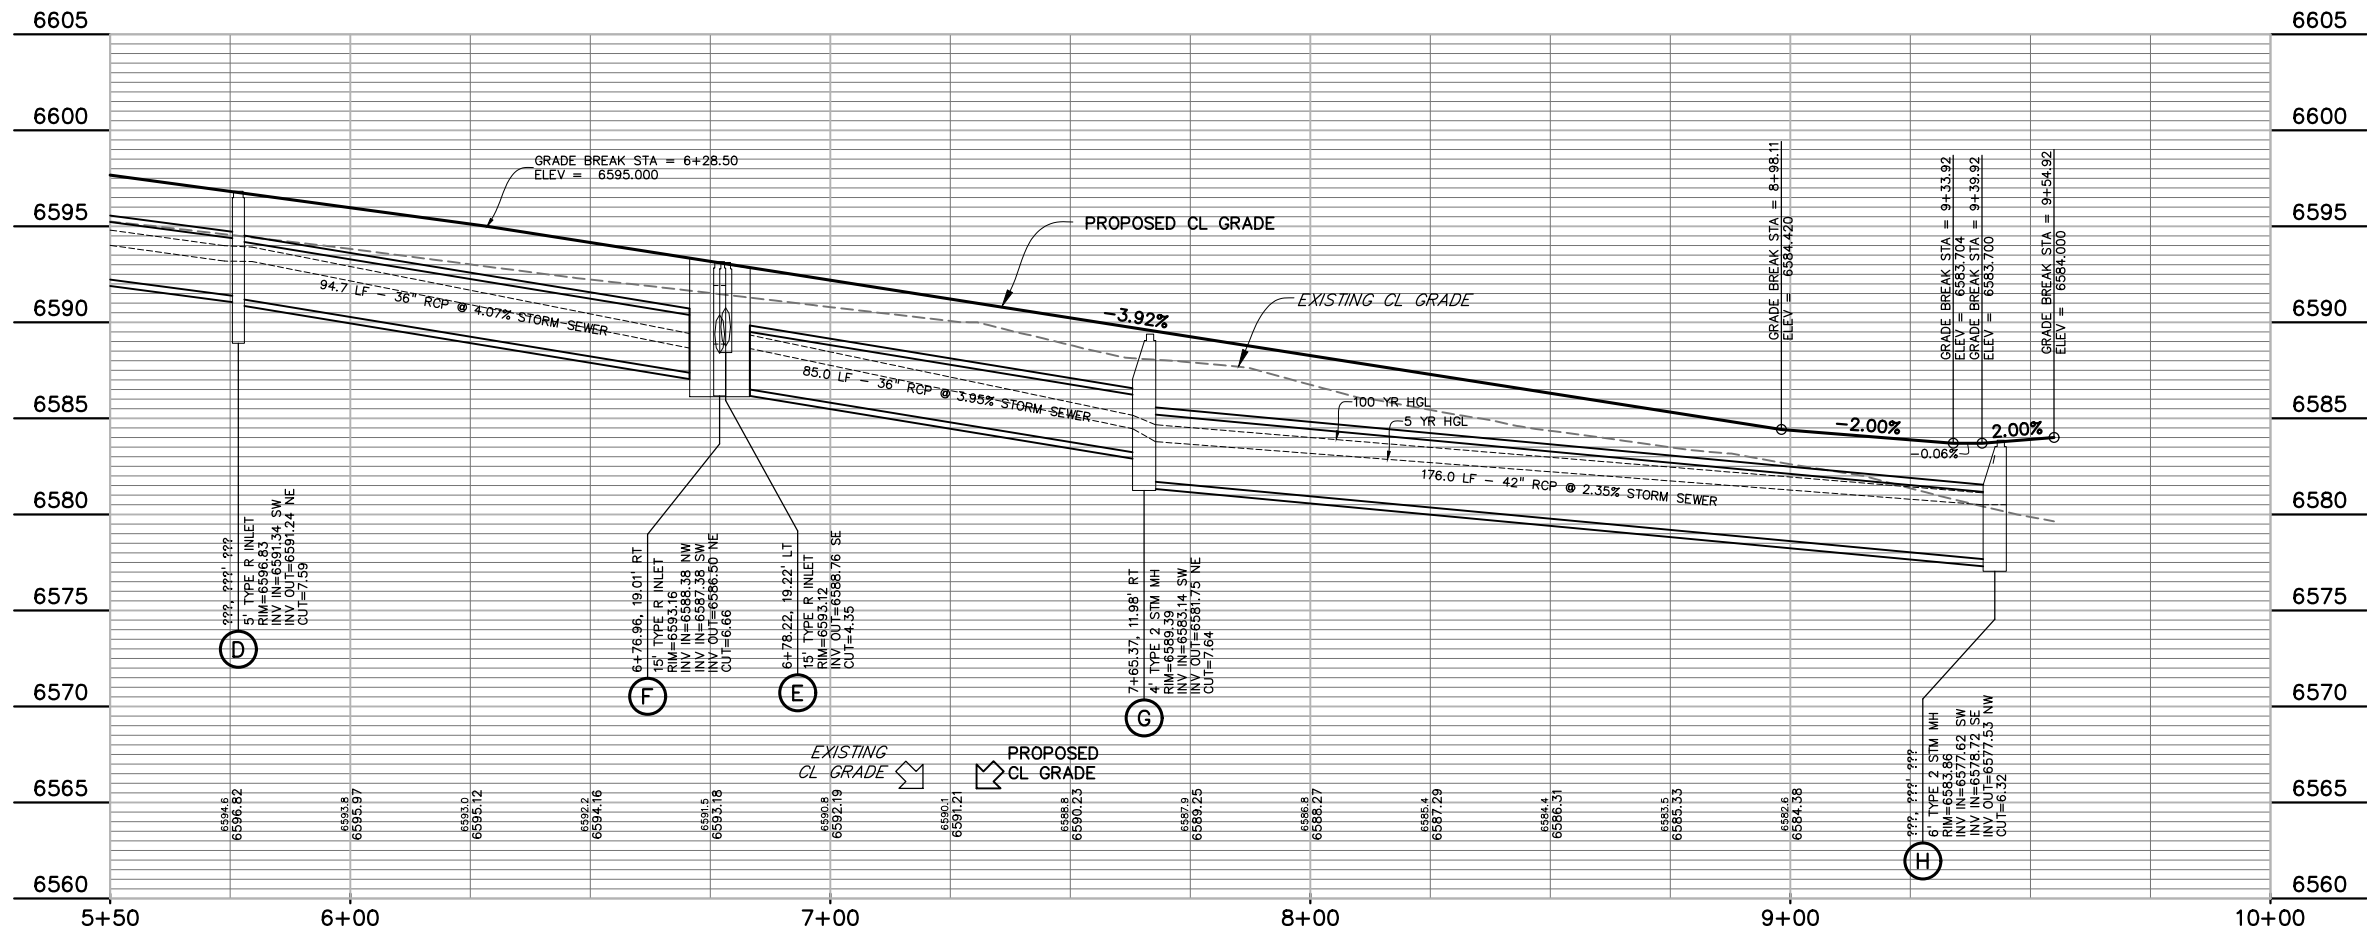 6605
6605
6600
6600
6595
6595
6590
6590
6585
6585
6580
6580
6575
6575
6570
6570
6565
6565
6560
6560
GRADE BREAK STA = 6+28.50
ELEV = 6595.000
PROPOSED CL GRADE
EXISTING CL GRADE
-3.92%
GRADE BREAK STA = 8+98.11
ELEV = 6584.420
GRADE BREAK STA = 9+33.92
ELEV = 6583.704
GRADE BREAK STA = 9+39.92
ELEV = 6583.700
GRADE BREAK STA = 9+54.92
ELEV = 6584.000
-2.00%
-0.06%
2.00%
94.7 LF - 36" RCP @ 4.07% STORM SEWER
85.0 LF - 36" RCP @ 3.95% STORM SEWER
100 YR HGL
5 YR HGL
176.0 LF - 42" RCP @ 2.35% STORM SEWER
???, ???' ???
5' TYPE R INLET
RIM=6596.83
INV IN=6591.34 SW
INV OUT=6591.24 NE
CUT=7.59
D
6+76.96, 19.01' RT
15' TYPE R INLET
RIM=6593.16
INV IN=6588.38 NW
INV IN=6587.38 SW
INV OUT=6586.50 NE
CUT=6.66
F
6+78.22, 19.22' LT
15' TYPE R INLET
RIM=6593.12
INV OUT=6588.76 SE
CUT=4.35
E
7+65.37, 11.98' RT
4' TYPE 2 STM MH
RIM=6589.39
INV IN=6583.14 SW
INV OUT=6581.75 NE
CUT=7.64
G
???, ???' ???
6' TYPE 2 STM MH
RIM=6583.86
INV IN=6577.62 SW
INV IN=6578.72 SE
INV OUT=6577.53 NW
CUT=6.32
H
EXISTING
CL GRADE
PROPOSED
CL GRADE
6594.6
6596.82
6593.8
6595.97
6593.0
6595.12
6592.2
6594.16
6591.5
6593.18
6590.8
6592.19
6590.1
6591.21
6588.8
6590.23
6587.9
6589.25
6586.8
6588.27
6585.4
6587.29
6584.4
6586.31
6583.5
6585.33
6582.6
6584.38
5+50
6+00
7+00
8+00
9+00
10+00